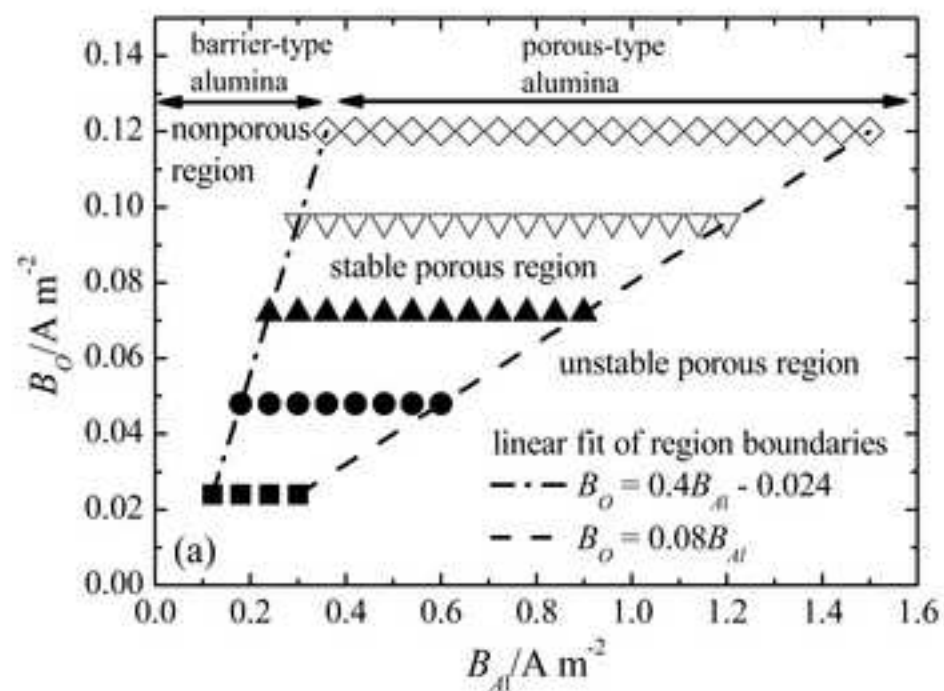 barrier-type
alumina
porous-type
alumina
nonporous
region
stable porous region
unstable porous region
linear fit of region boundaries
B_O = 0.4B_Al - 0.024
B_O = 0.08B_Al
(a)
B_O/A m^-2
0.14
0.12
0.10
0.08
0.06
0.04
0.02
0.00
0.0 0.2 0.4 0.6 0.8 1.0 1.2 1.4 1.6
B_Al/A m^-2